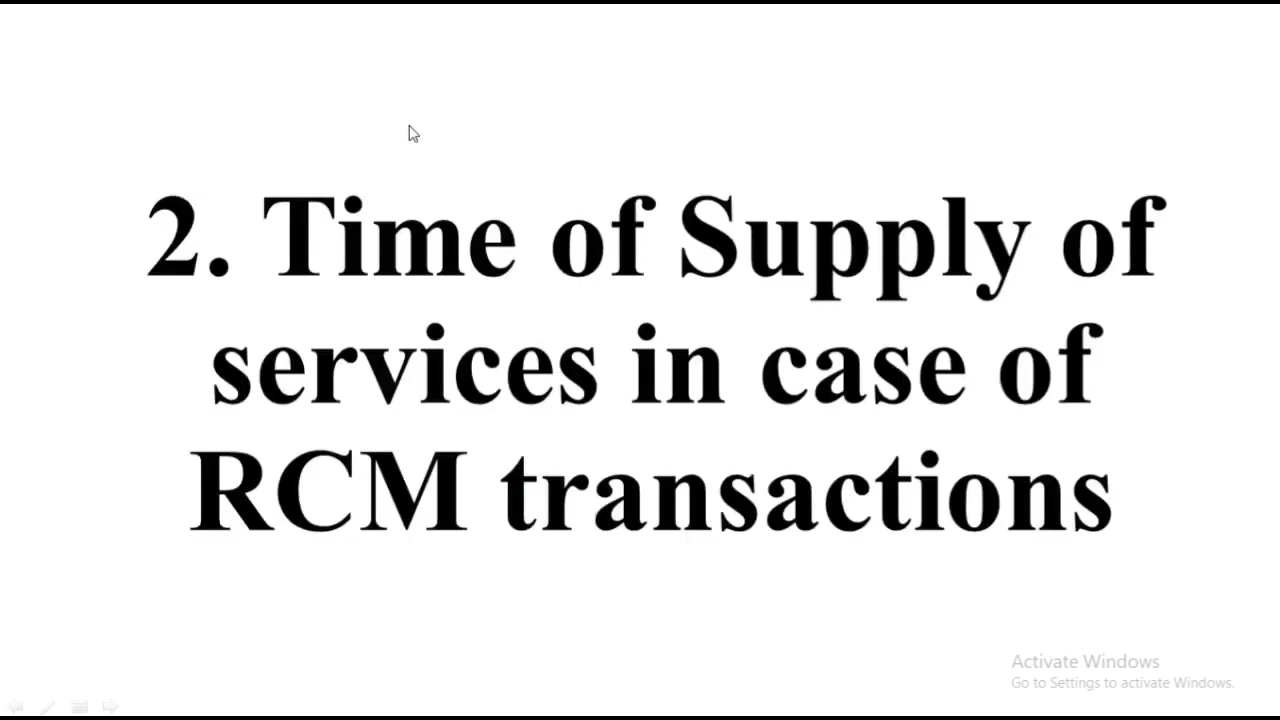 2. Time of Supply of
services in case of
RCM transactions
Activate Windows
Go to Settings to activate Windows.